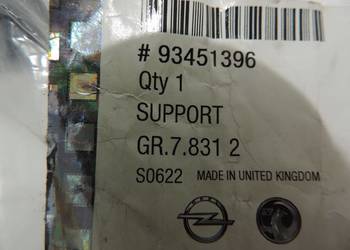 # 93451396
Qty 1
SUPPORT
GR.7.831 2
S0622 MADE IN UNITED KINGDOM